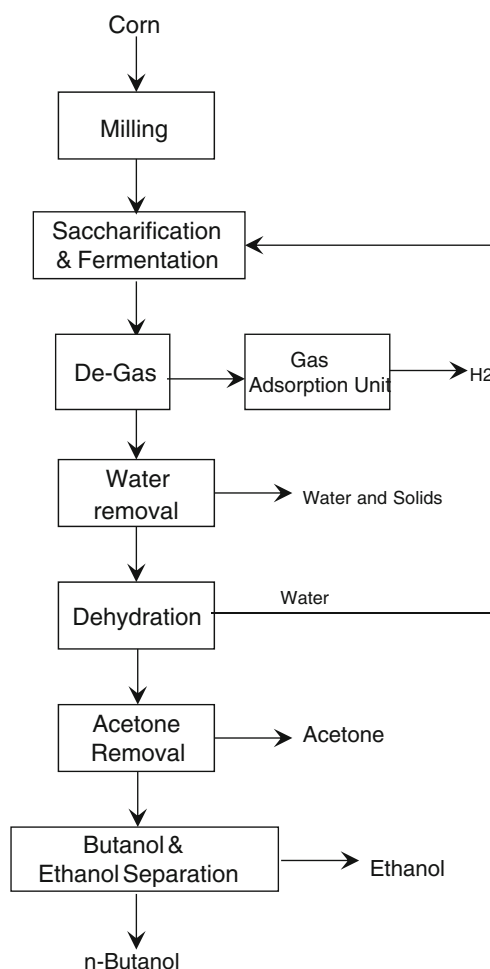 Corn
Milling
Saccharification
& Fermentation
De-Gas
Gas
Adsorption Unit
H2
Water
removal
Water and Solids
Dehydration
Water
Acetone
Removal
Acetone
Butanol &
Ethanol Separation
Ethanol
n-Butanol